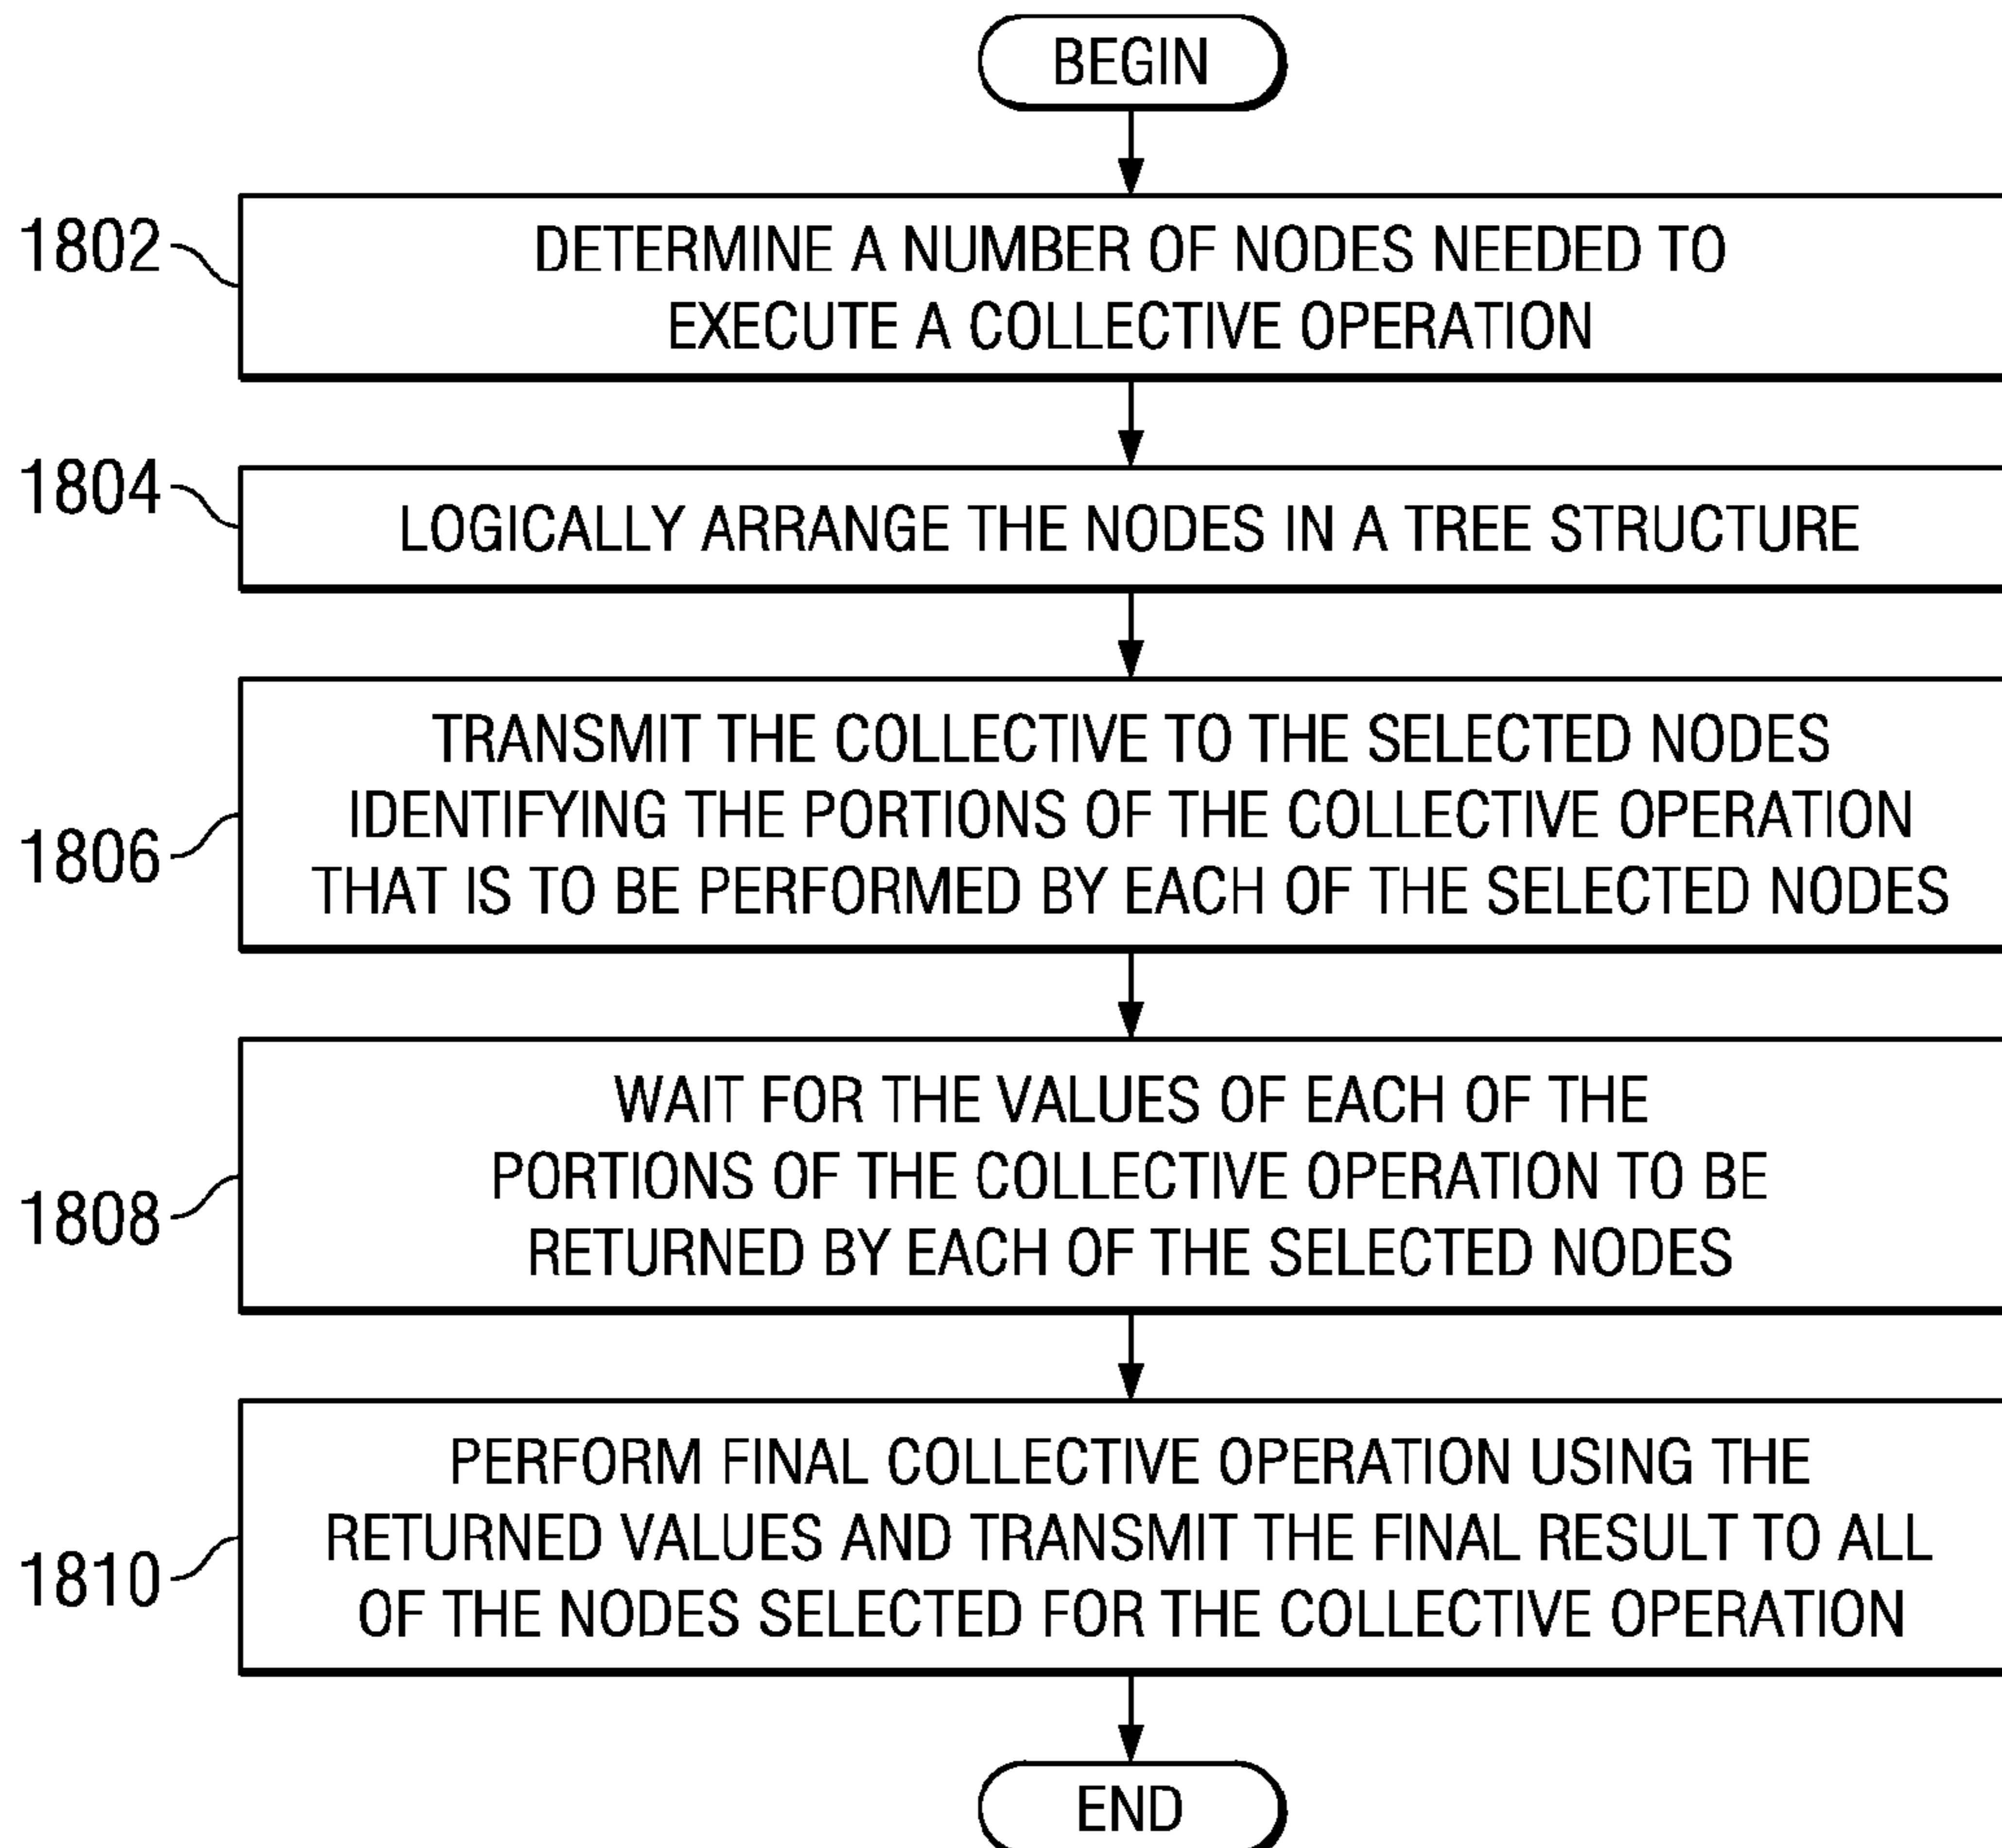 BEGIN
1802
DETERMINE A NUMBER OF NODES NEEDED TO
EXECUTE A COLLECTIVE OPERATION
1804
LOGICALLY ARRANGE THE NODES IN A TREE STRUCTURE
1806
TRANSMIT THE COLLECTIVE TO THE SELECTED NODES
IDENTIFYING THE PORTIONS OF THE COLLECTIVE OPERATION
THAT IS TO BE PERFORMED BY EACH OF THE SELECTED NODES
1808
WAIT FOR THE VALUES OF EACH OF THE
PORTIONS OF THE COLLECTIVE OPERATION TO BE
RETURNED BY EACH OF THE SELECTED NODES
1810
PERFORM FINAL COLLECTIVE OPERATION USING THE
RETURNED VALUES AND TRANSMIT THE FINAL RESULT TO ALL
OF THE NODES SELECTED FOR THE COLLECTIVE OPERATION
END